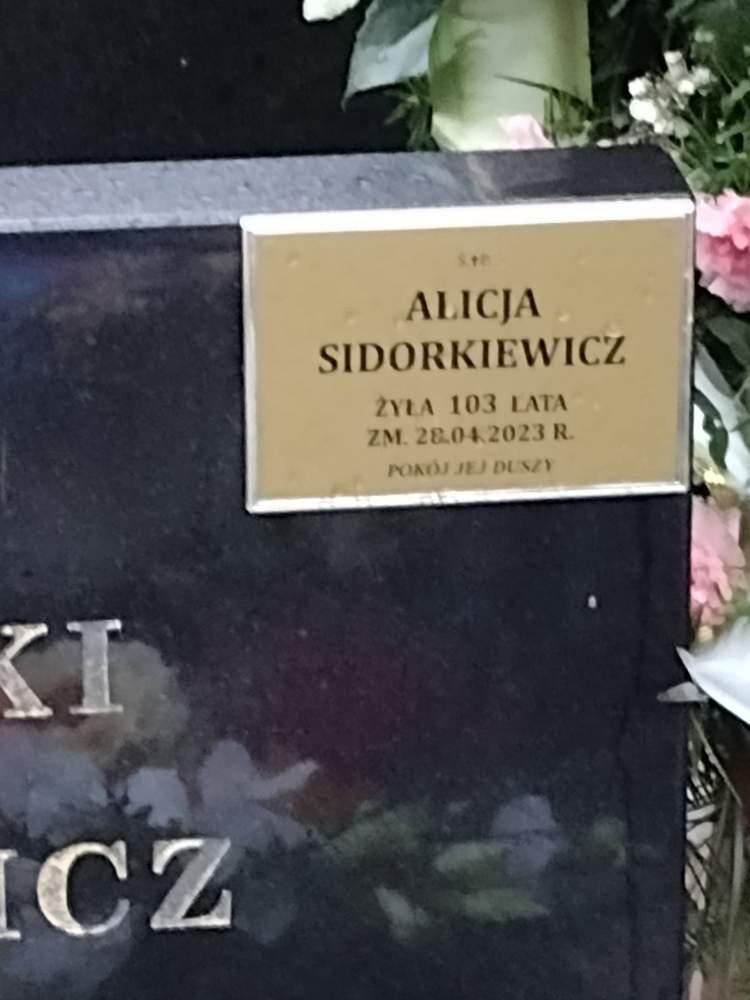 Ś✝P.
ALICJA
SIDORKIEWICZ
ŻYŁA 103 LATA
ZM. 28.04.2023 R.
POKÓJ JEJ DUSZY
KI
ICZ